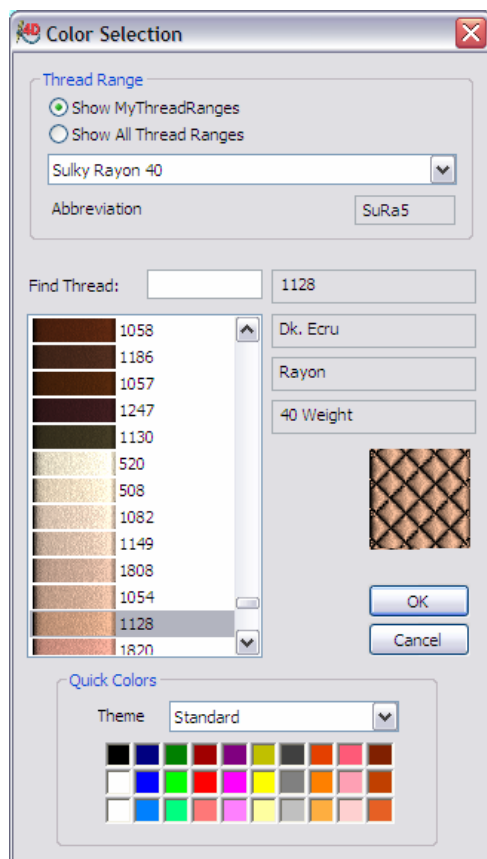 4D Color Selection
Thread Range
Show MyThreadRanges
Show All Thread Ranges
Sulky Rayon 40
Abbreviation SuRa5
Find Thread: 1128
1058 Dk. Ecru
1186
1057 Rayon
1247 40 Weight
1130
520
508
1082
1149
1808
1054 OK
1128
1820 Cancel
Quick Colors
Theme Standard